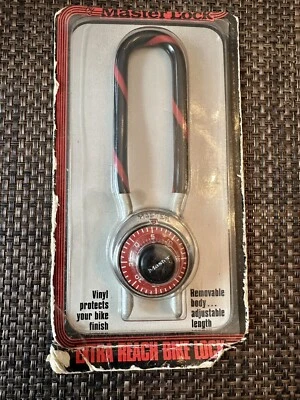 Master Lock
Vinyl
protects
your bike
finish
Removable
body...
adjustable
length
EXTRA REACH BIKE LOCK